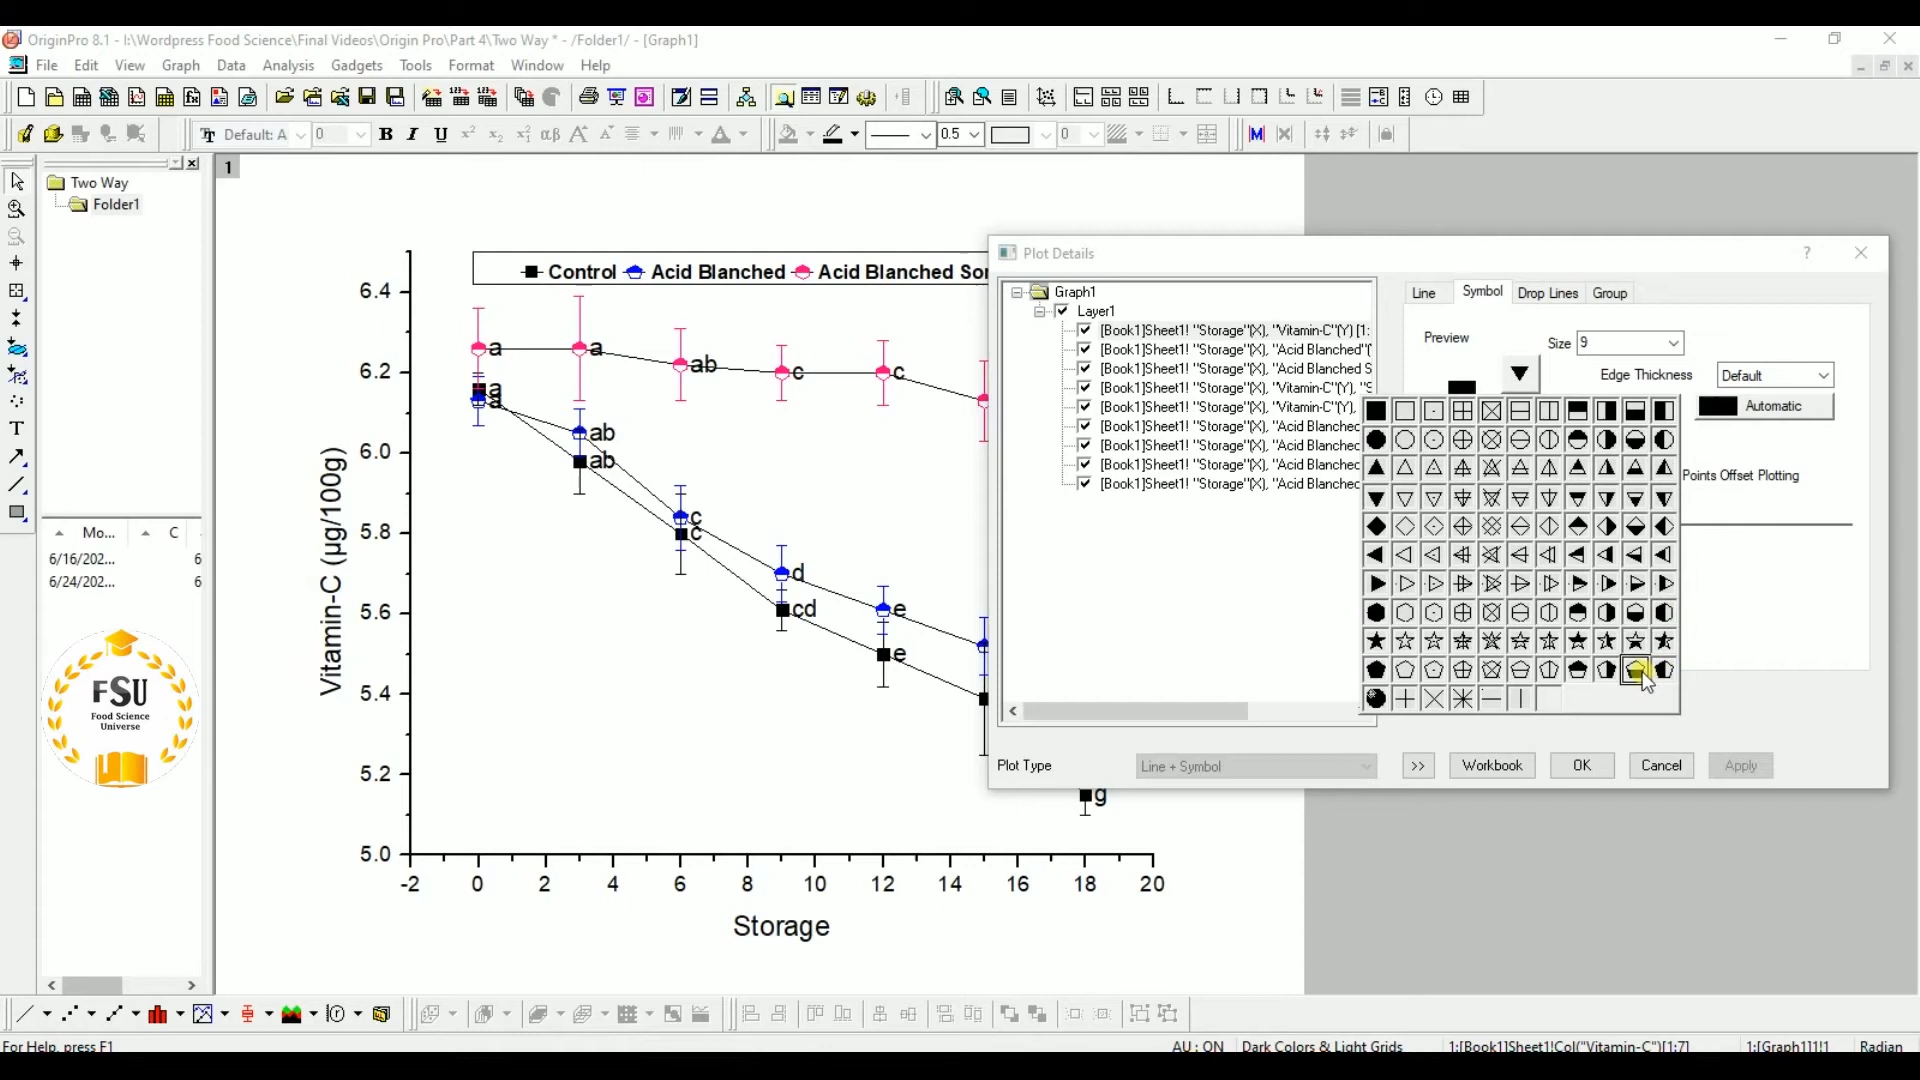 OriginPro 8.1 - I:\Wordpress Food Science\Final Videos\Origin Pro\Part 4\Two Way * - /Folder1/ - [Graph1]
File Edit View Graph Data Analysis Gadgets Tools Format Window Help
Default: A 0 B I U 0.5 0
Two Way
Folder1
Mo... C
6/16/202... 6
6/24/202... 6
FSU
Food Science
Universe
1
Control Acid Blanched Acid Blanched Son
Vitamin-C (µg/100g)
6.4
6.2
6.0
5.8
5.6
5.4
5.2
5.0
a a ab c c
a
a
ab
ab
c
c
d
cd
e
e
g
-2 0 2 4 6 8 10 12 14 16 18 20
Storage
Plot Details
Graph1
Layer1
[Book1]Sheet1! "Storage"(X), "Vitamin-C"(Y) [1:
[Book1]Sheet1! "Storage"(X), "Acid Blanched"(
[Book1]Sheet1! "Storage"(X), "Acid Blanched S
[Book1]Sheet1! "Storage"(X), "Vitamin-C"(Y), "S
[Book1]Sheet1! "Storage"(X), "Vitamin-C"(Y),
[Book1]Sheet1! "Storage"(X), "Acid Blanched
[Book1]Sheet1! "Storage"(X), "Acid Blanched
[Book1]Sheet1! "Storage"(X), "Acid Blanched
[Book1]Sheet1! "Storage"(X), "Acid Blanched
Line Symbol Drop Lines Group
Preview Size 9
Edge Thickness Default
Automatic
Points Offset Plotting
Plot Type Line + Symbol >> Workbook OK Cancel Apply
For Help, press F1 AU : ON Dark Colors & Light Grids 1:[Book1]Sheet1!Col("Vitamin-C")[1:7] 1:[Graph1]1!1 Radian